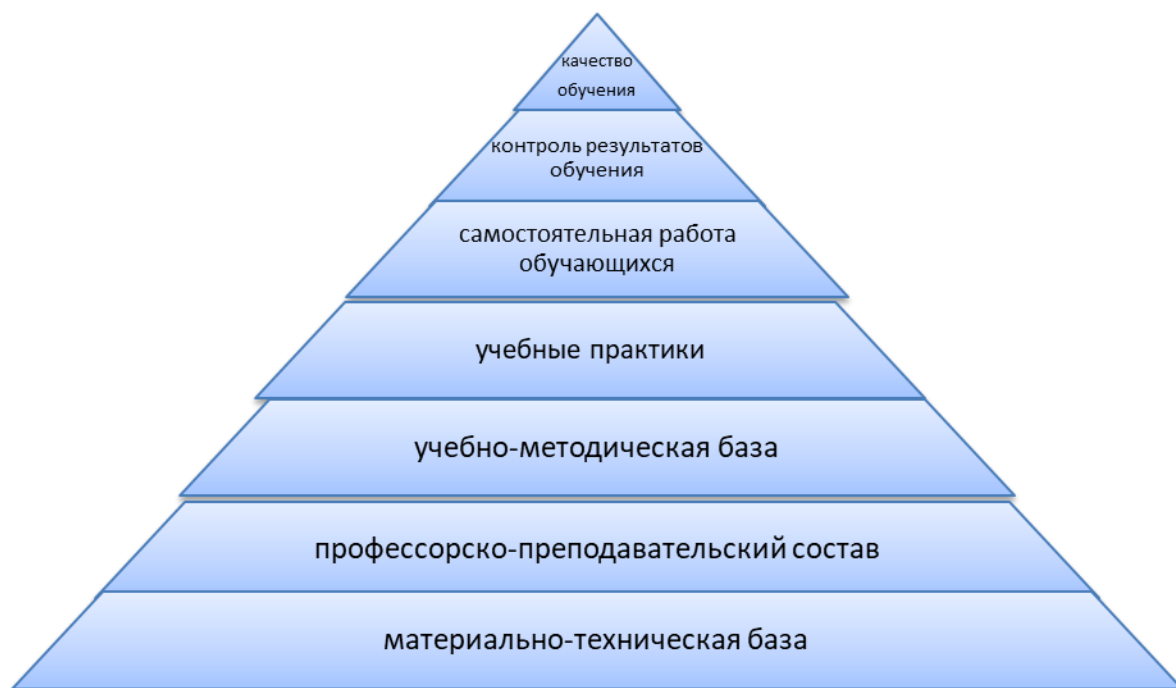 качество
обучения
контроль результатов
обучения
самостоятельная работа
обучающихся
учебные практики
учебно-методическая база
профессорско-преподавательский состав
материально-техническая база